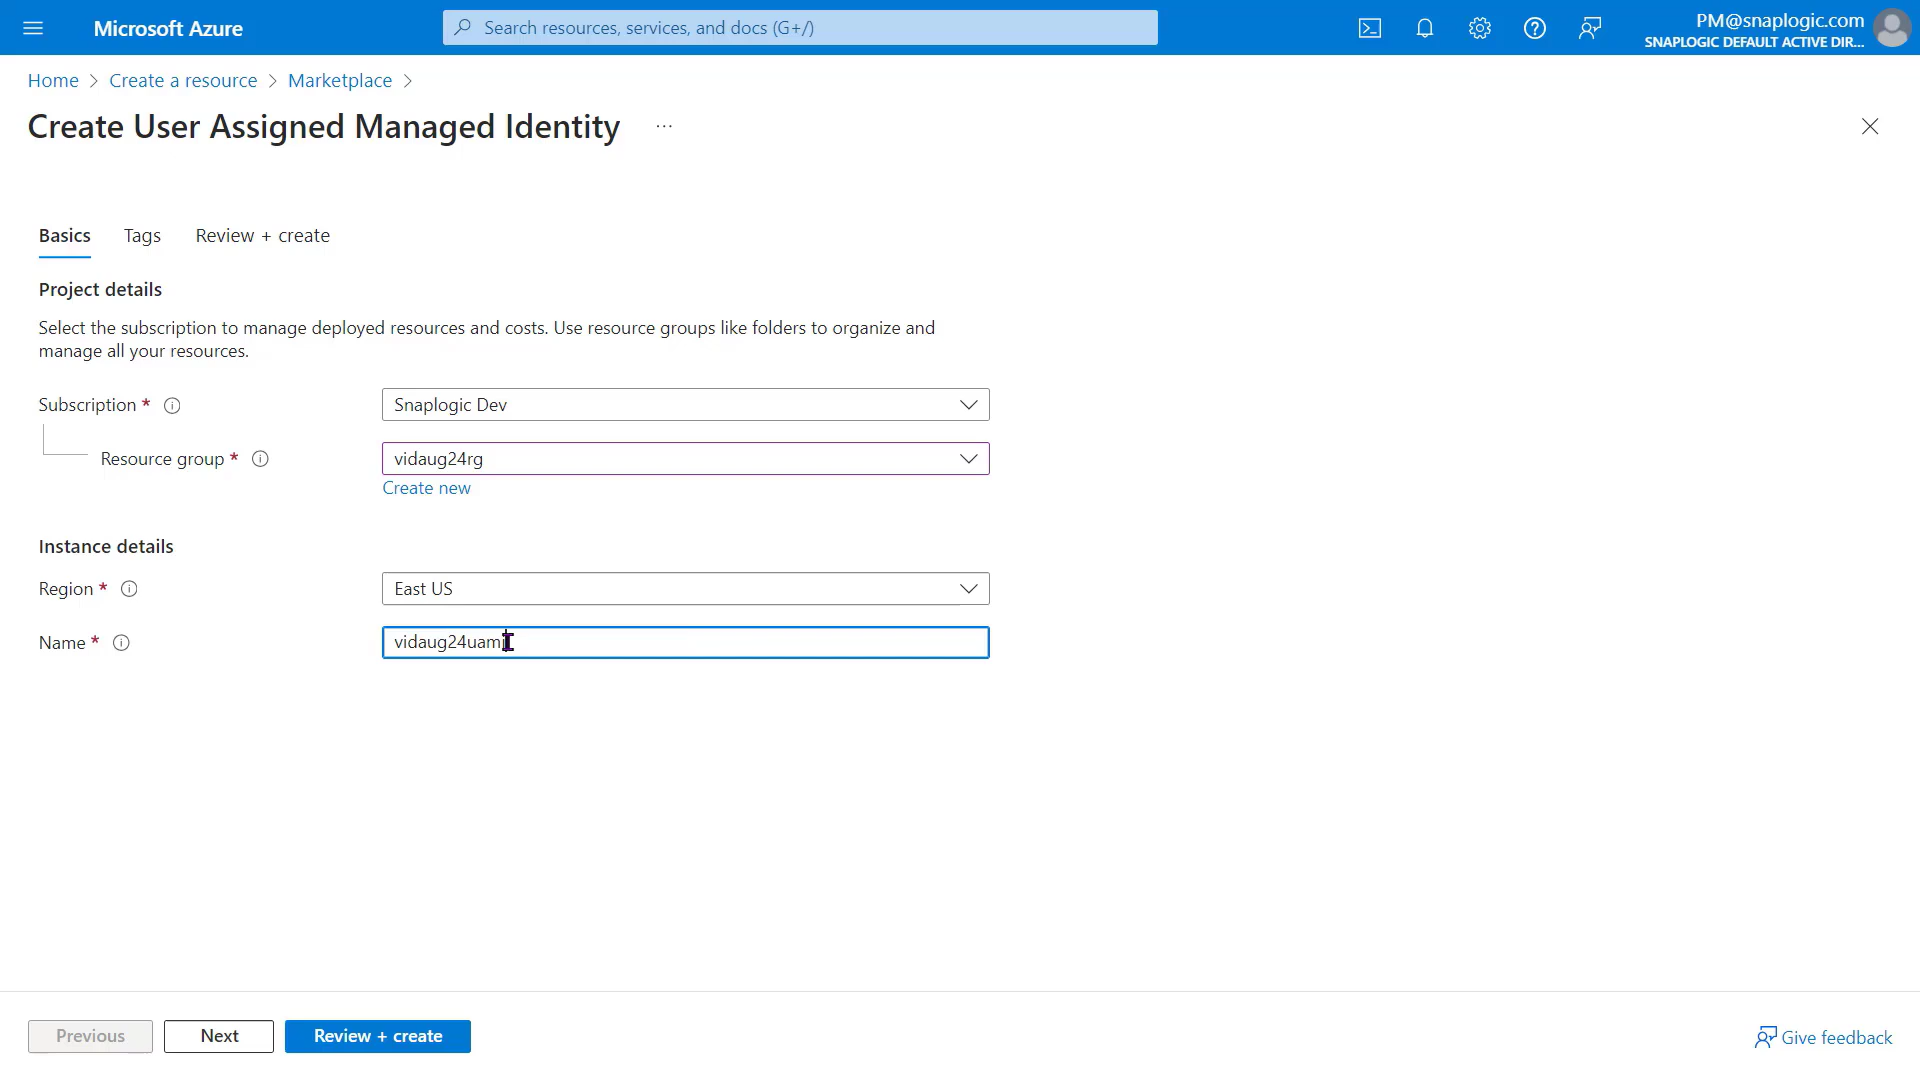 Microsoft Azure
Search resources, services, and docs (G+/)
PM@snaplogic.com
SNAPLOGIC DEFAULT ACTIVE DIR...
Home > Create a resource > Marketplace >
Create User Assigned Managed Identity ...
Basics Tags Review + create
Project details
Select the subscription to manage deployed resources and costs. Use resource groups like folders to organize and
manage all your resources.
Subscription * Snaplogic Dev
Resource group * vidaug24rg
Create new
Instance details
Region * East US
Name * vidaug24uami
Previous Next Review + create
Give feedback